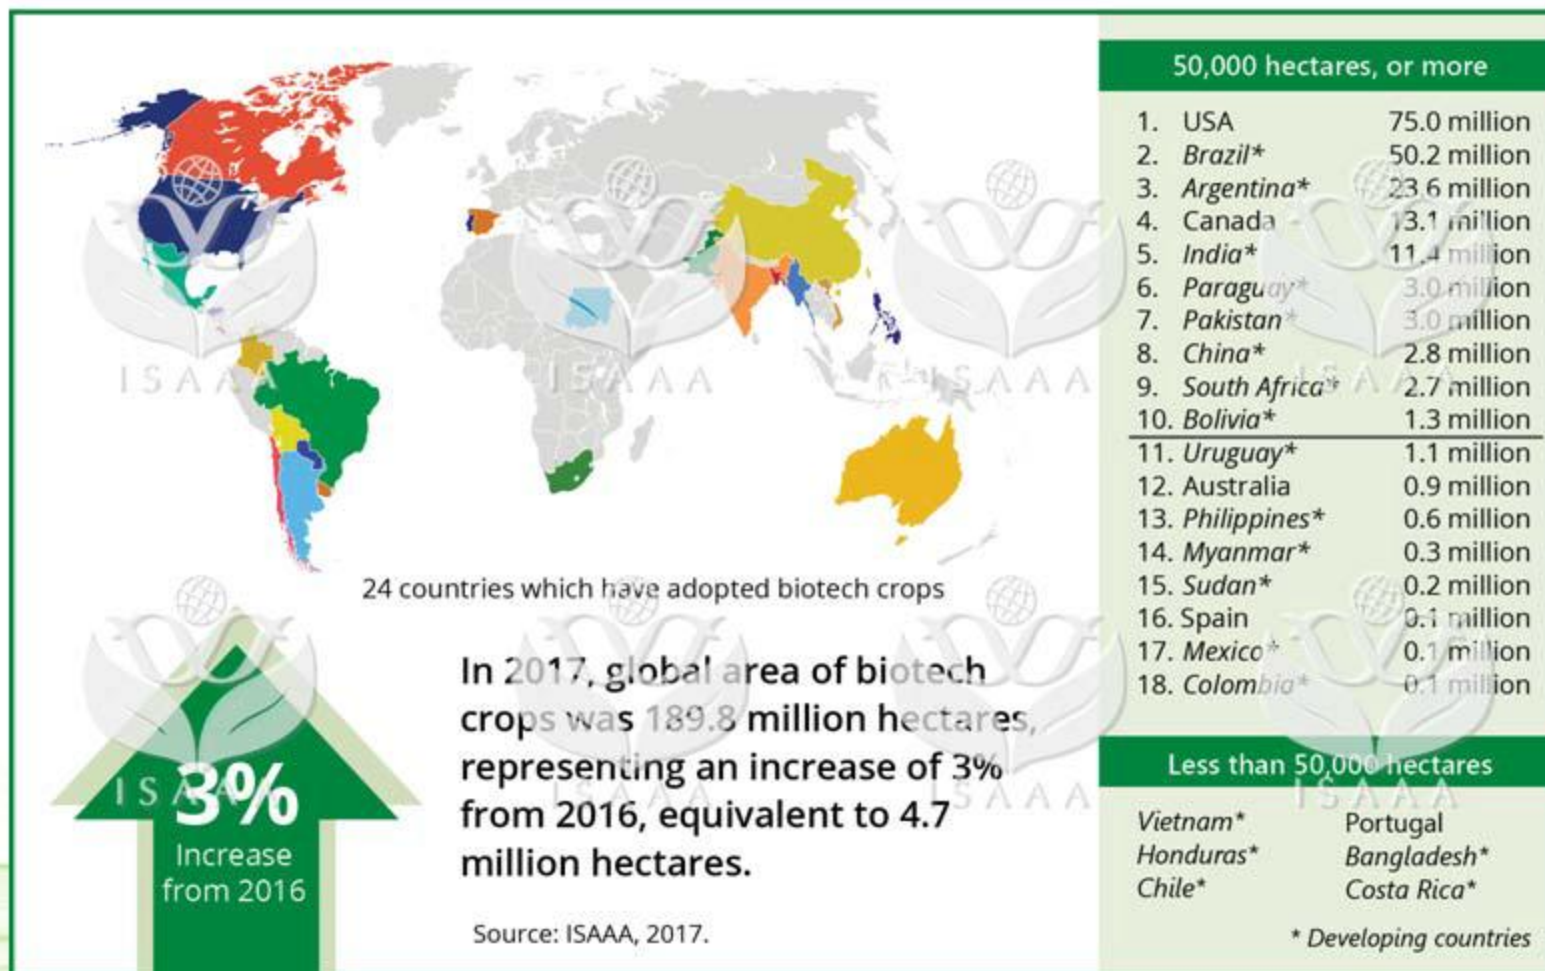 50,000 hectares, or more
1. USA 75.0 million
2. Brazil* 50.2 million
3. Argentina* 23.6 million
4. Canada 13.1 million
5. India* 11.4 million
6. Paraguay* 3.0 million
7. Pakistan* 3.0 million
8. China* 2.8 million
9. South Africa* 2.7 million
10. Bolivia* 1.3 million
11. Uruguay* 1.1 million
12. Australia 0.9 million
13. Philippines* 0.6 million
14. Myanmar* 0.3 million
15. Sudan* 0.2 million
16. Spain 0.1 million
17. Mexico* 0.1 million
18. Colombia* 0.1 million
Less than 50,000 hectares
Vietnam* Portugal
Honduras* Bangladesh*
Chile* Costa Rica*
* Developing countries
24 countries which have adopted biotech crops
In 2017, global area of biotech
crops was 189.8 million hectares,
representing an increase of 3%
from 2016, equivalent to 4.7
million hectares.
Source: ISAAA, 2017.
3%
Increase
from 2016
ISAAA
ISAAA
ISAAA
ISAAA
ISAAA
ISAAA
ISAAA
ISAAA